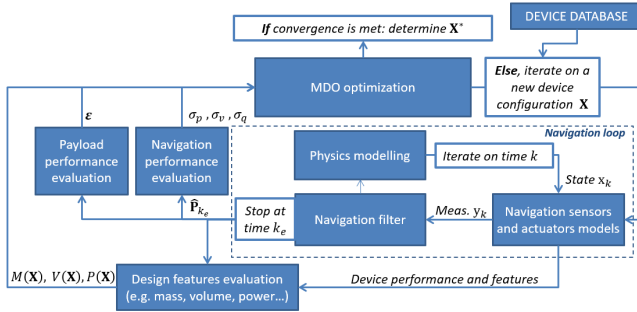 DEVICE DATABASE
If convergence is met: determine X*
MDO optimization
Else, iterate on a
new device
configuration X
ε
σp , σv , σq
Navigation loop
Payload
performance
evaluation
Navigation
performance
evaluation
Physics modelling
Iterate on time k
State xk
P̂ke
Stop at
time ke
Navigation filter
Meas. yk
Navigation sensors
and actuators models
M(X), V(X), P(X)
Design features evaluation
(e.g. mass, volume, power...)
Device performance and features